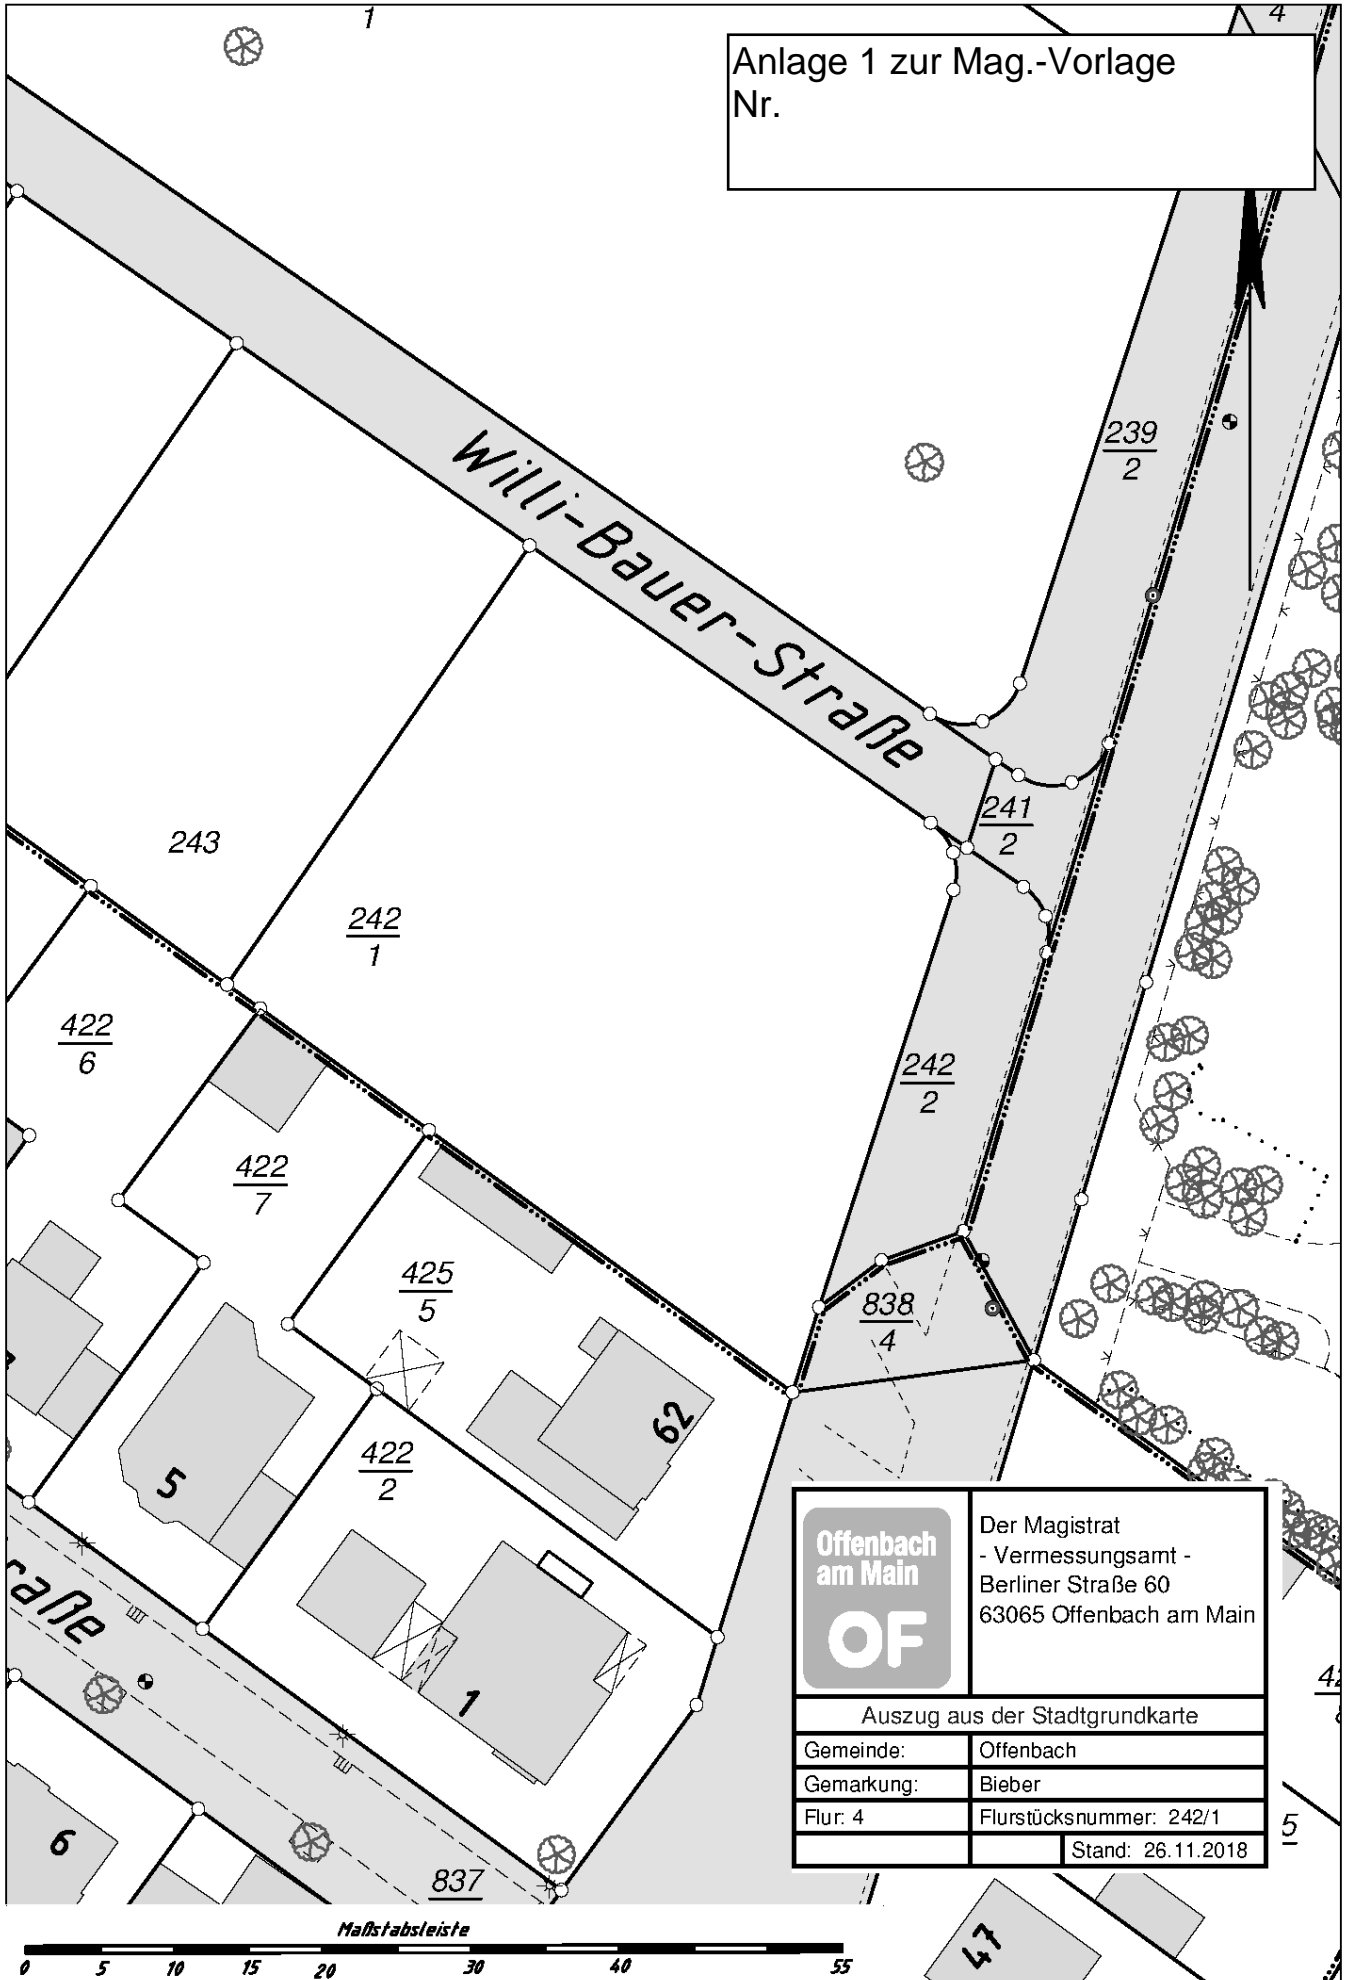 1
4
Anlage 1 zur Mag.-Vorlage
Nr.
239
2
Willi-Bauer-Straße
241
2
243
242
1
422
6
242
2
422
7
425
5
838
4
62
422
2
5
raße
1
6
837
47
5
Offenbach
am Main
OF
Der Magistrat
- Vermessungsamt -
Berliner Straße 60
63065 Offenbach am Main
Auszug aus der Stadtgrundkarte
Gemeinde: Offenbach
Gemarkung: Bieber
Flur: 4 Flurstücksnummer: 242/1
Stand: 26.11.2018
Maßstabsleiste
0 5 10 15 20 30 40 55